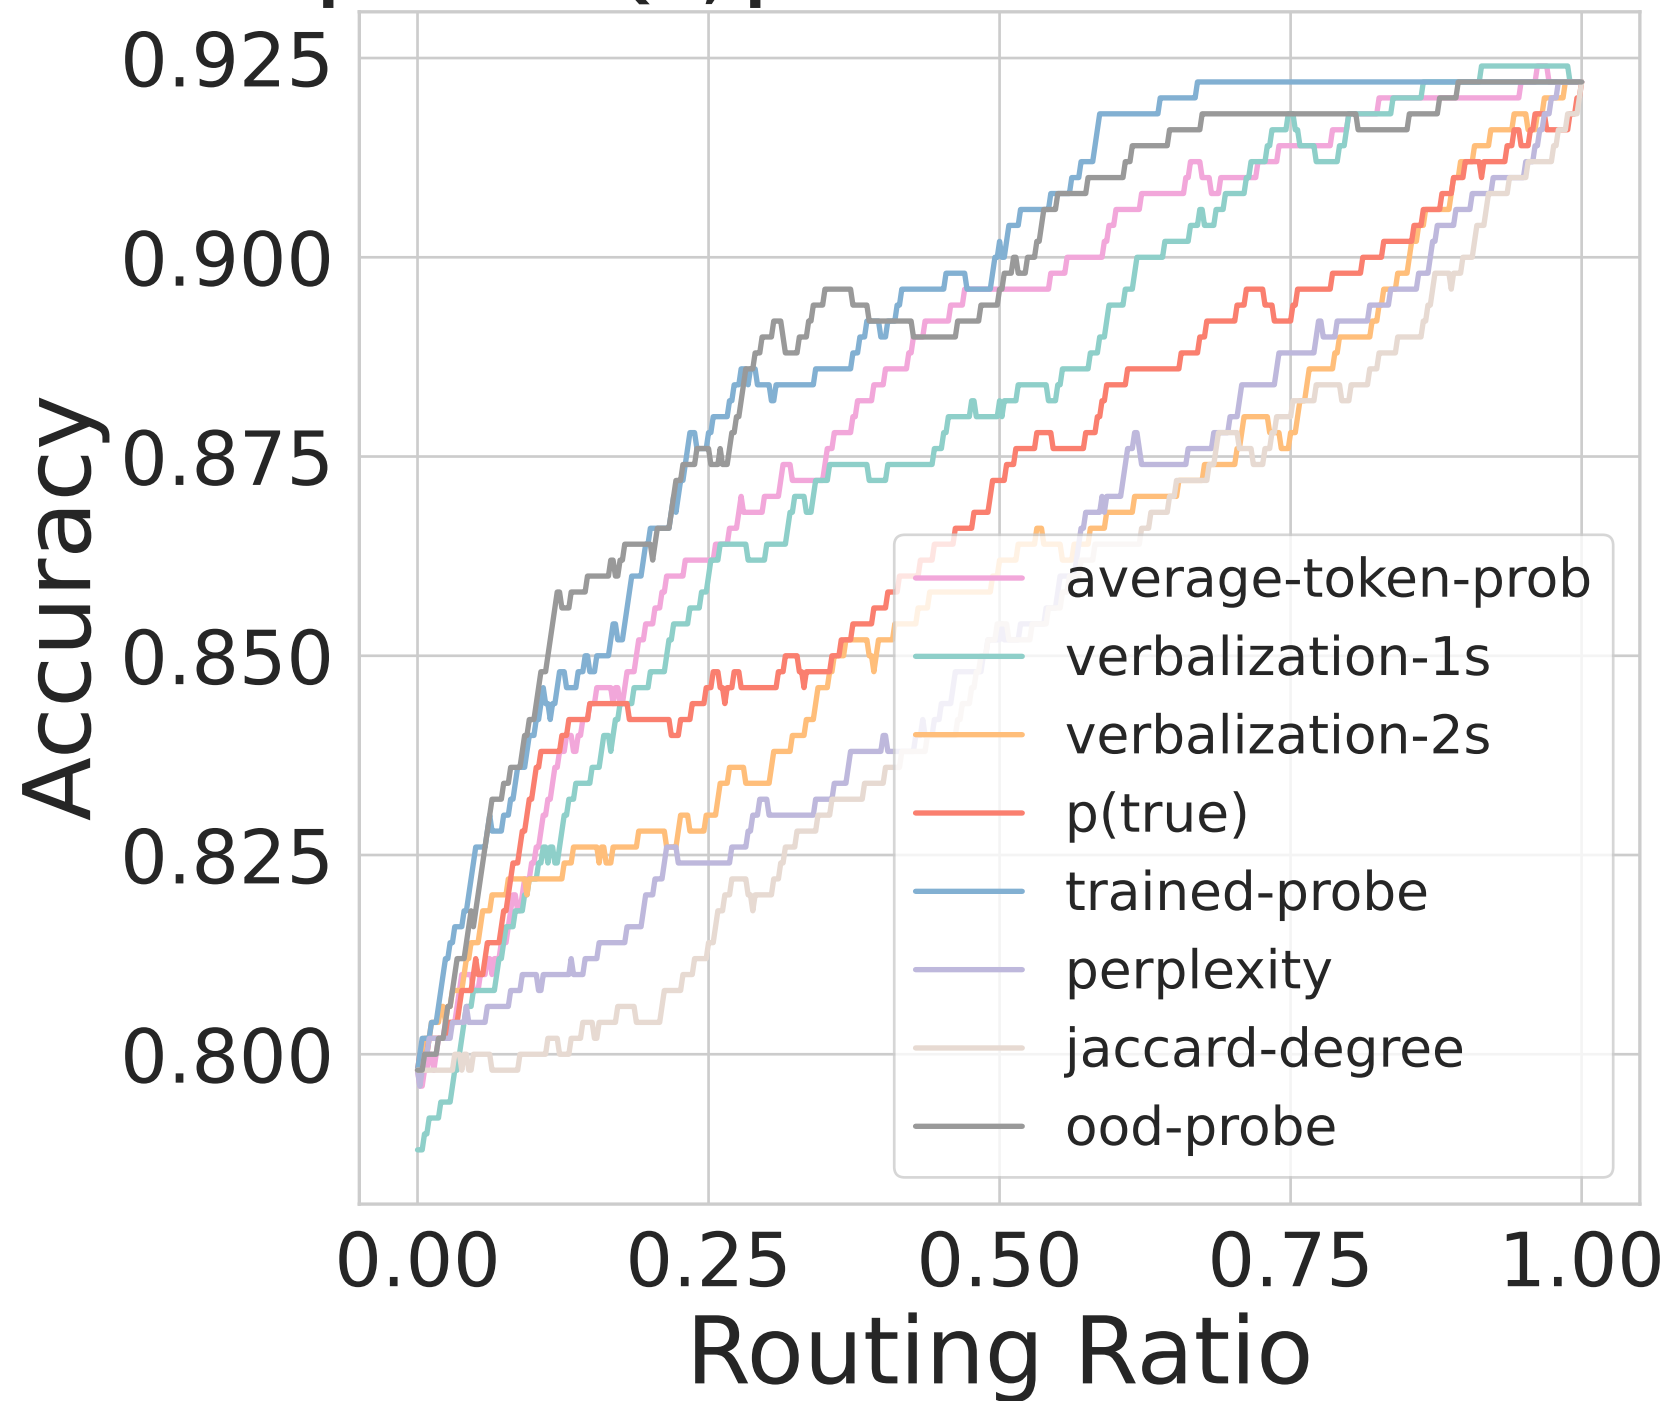 0.925
0.900
0.875
0.850
0.825
0.800
Accuracy
average-token-prob
verbalization-1s
verbalization-2s
p(true)
trained-probe
perplexity
jaccard-degree
ood-probe
0.00 0.25 0.50 0.75 1.00
Routing Ratio